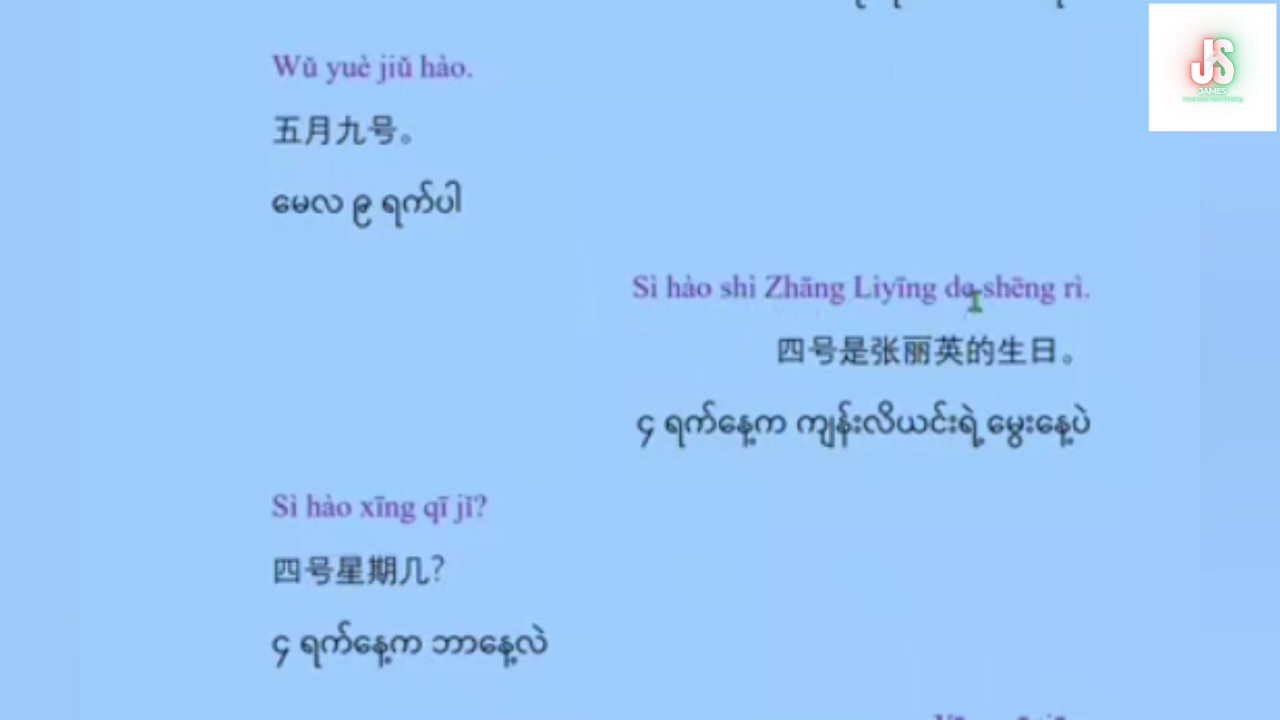 Wǔ yuè jiǔ hào.
五月九号。
မေလ ၉ ရက်ပါ
Sì hào shì Zhāng Lìyīng de shēng rì.
四号是张丽英的生日。
၄ ရက်နေ့က ကျန်းလိယင်းရဲ့ မွေးနေ့ပဲ
Sì hào xīng qī jǐ?
四号星期几?
၄ ရက်နေ့က ဘာနေ့လဲ
JS
JAMES